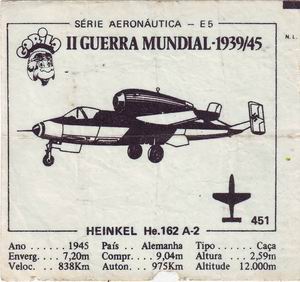 SÉRIE AERONÁUTICA - E5
II GUERRA MUNDIAL-1939/45
N. L.
451
HEINKEL He.162 A-2
Ano ...... 1945 País .. Alemanha Tipo ....... Caça
Enverg. .... 7,20m Compr. .... 9,04m Altura ..... 2,59m
Veloc. .. 838Km Auton. .. 975Km Altitude 12.000m